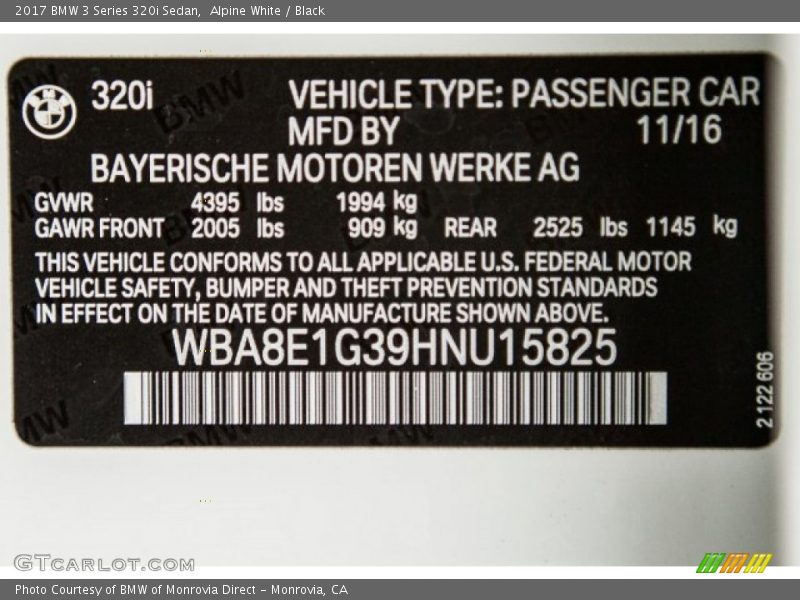 2017 BMW 3 Series 320i Sedan,  Alpine White / Black
320i
VEHICLE TYPE: PASSENGER CAR
MFD BY 11/16
BAYERISCHE MOTOREN WERKE AG
GVWR 4395 lbs 1994 kg
GAWR FRONT 2005 lbs 909 kg REAR 2525 lbs 1145 kg
THIS VEHICLE CONFORMS TO ALL APPLICABLE U.S. FEDERAL MOTOR
VEHICLE SAFETY, BUMPER AND THEFT PREVENTION STANDARDS
IN EFFECT ON THE DATE OF MANUFACTURE SHOWN ABOVE.
WBA8E1G39HNU15825
2 122 606
GTCARLOT.COM
Photo Courtesy of BMW of Monrovia Direct - Monrovia, CA